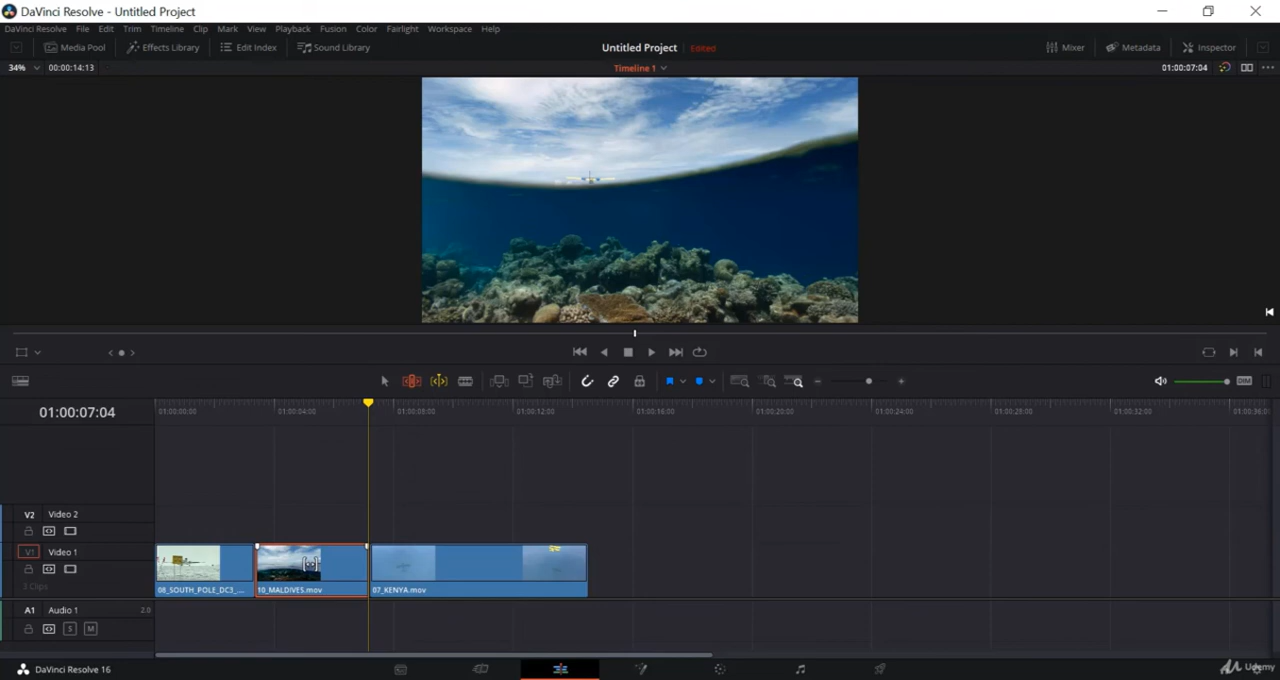 DaVinci Resolve - Untitled Project
DaVinci Resolve File Edit Trim Timeline Clip Mark View Playback Fusion Color Fairlight Workspace Help
Media Pool Effects Library Edit Index Sound Library Untitled Project Edited Mixer Metadata Inspector
34% 00:00:14:13 Timeline 1 01:00:07:04
DIM
01:00:07:04 01:00:00:00 01:00:04:00 01:00:08:00 01:00:12:00 01:00:16:00 01:00:20:00 01:00:24:00 01:00:28:00 01:00:32:00 01:00:36:0
V2 Video 2
V1 Video 1
3 Clips
08_SOUTH_POLE_DC3_... 10_MALDIVES.mov 07_KENYA.mov
A1 Audio 1 2.0
S M
DaVinci Resolve 16 Udemy